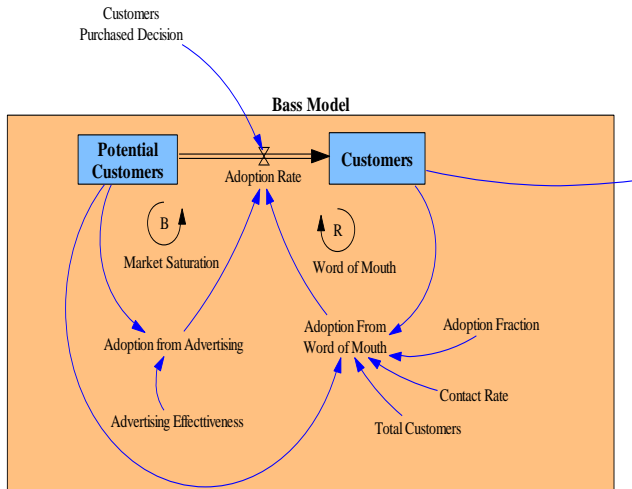 Customers
Purchased Decision
Bass Model
Potential
Customers
Customers
Adoption Rate
B
R
Market Saturation
Word of Mouth
Adoption From
Word of Mouth
Adoption Fraction
Adoption from Advertising
Contact Rate
Advertising Effecttiveness
Total Customers